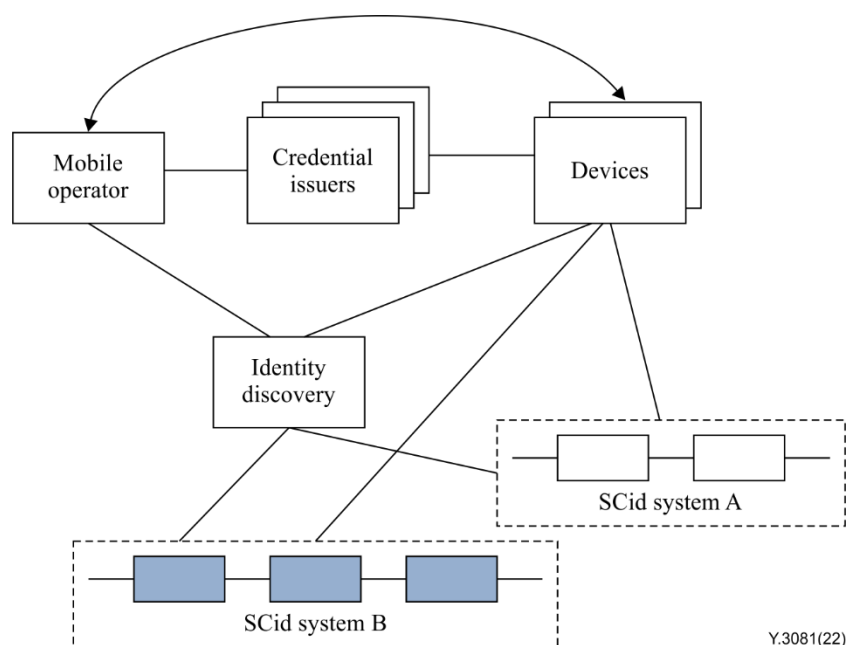 Mobile
operator
Credential
issuers
Devices
Identity
discovery
SCid system A
SCid system B
Y.3081(22)